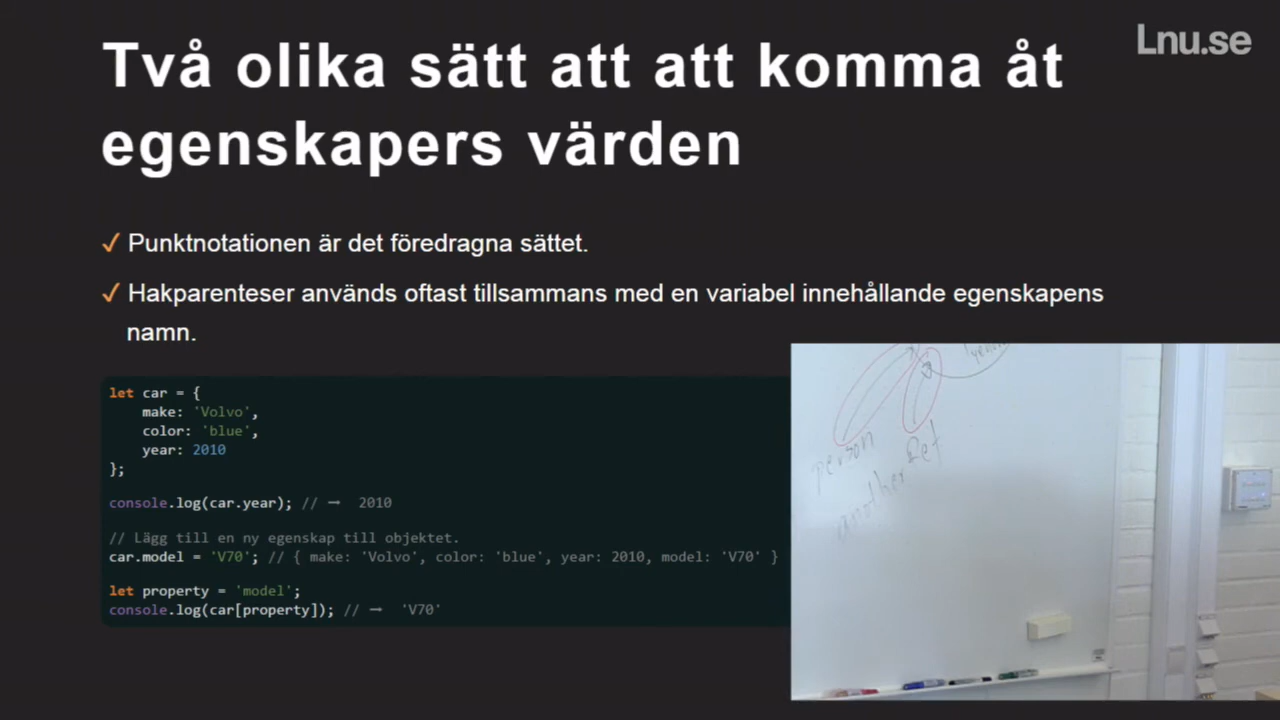 Lnu.se
Två olika sätt att att komma åt
egenskapers värden
✓ Punktnotationen är det föredragna sättet.
✓ Hakparenteser används oftast tillsammans med en variabel innehållande egenskapens
namn.
let car = {
    make: 'Volvo',
    color: 'blue',
    year: 2010
};
console.log(car.year); // → 2010
// Lägg till en ny egenskap till objektet.
car.model = 'V70'; // { make: 'Volvo', color: 'blue', year: 2010, model: 'V70' }
let property = 'model';
console.log(car[property]); // → 'V70'
person
another